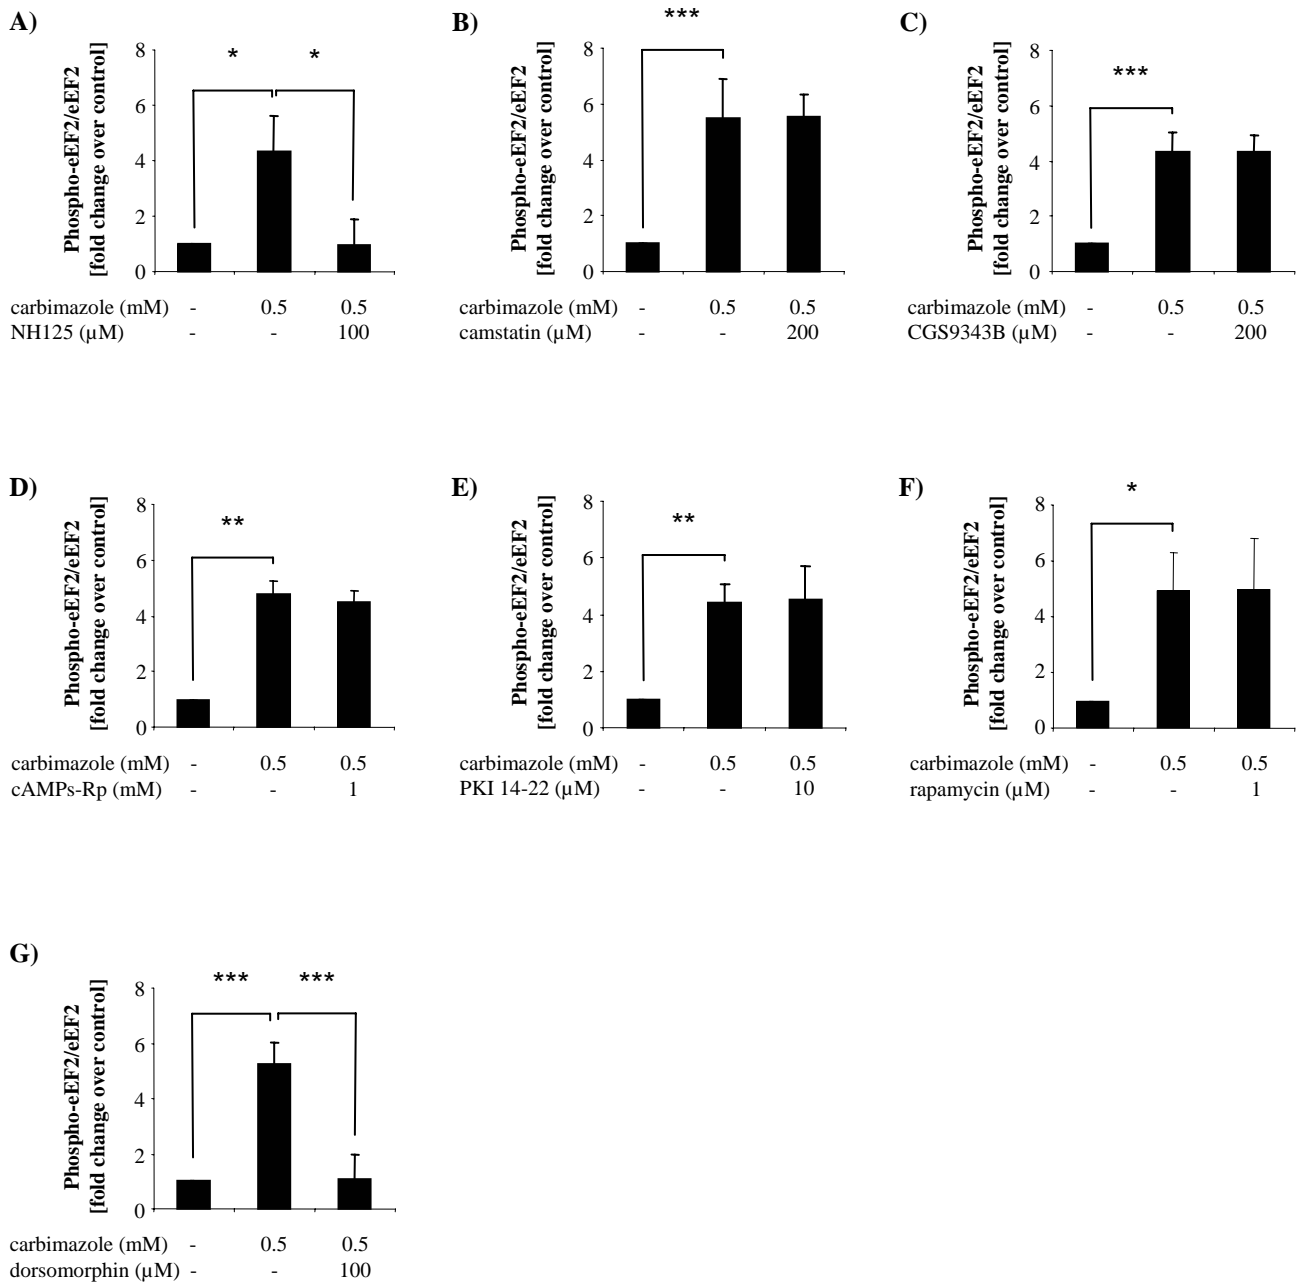 A)
* *
Phospho-eEF2/eEF2
[fold change over control]
8
6
4
2
0
carbimazole (mM) - 0.5 0.5
NH125 (µM) - - 100
B)
***
Phospho-eEF2/eEF2
[fold change over control]
8
6
4
2
0
carbimazole (mM) - 0.5 0.5
camstatin (µM) - - 200
C)
***
Phospho-eEF2/eEF2
[fold change over control]
8
6
4
2
0
carbimazole (mM) - 0.5 0.5
CGS9343B (µM) - - 200
D)
**
Phospho-eEF2/eEF2
[fold change over control]
8
6
4
2
0
carbimazole (mM) - 0.5 0.5
cAMPs-Rp (mM) - - 1
E)
**
Phospho-eEF2/eEF2
[fold change over control]
8
6
4
2
0
carbimazole (mM) - 0.5 0.5
PKI 14-22 (µM) - - 10
F)
*
Phospho-eEF2/eEF2
[fold change over control]
8
6
4
2
0
carbimazole (mM) - 0.5 0.5
rapamycin (µM) - - 1
G)
*** ***
Phospho-eEF2/eEF2
[fold change over control]
8
6
4
2
0
carbimazole (mM) - 0.5 0.5
dorsomorphin (µM) - - 100